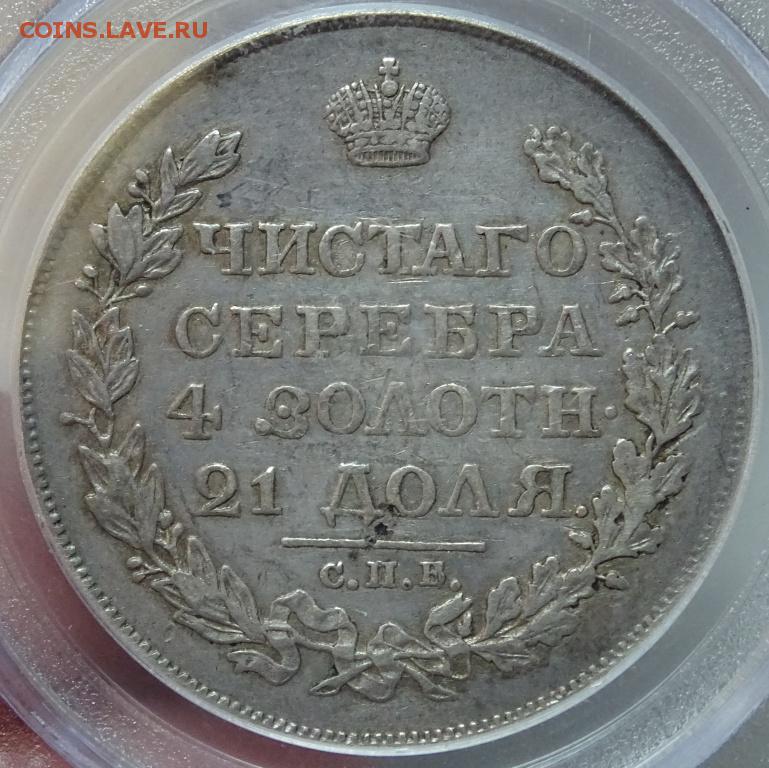 COINS.LAVE.RU
ЧИСТАГО
СЕРЕБРА
4 ЗОЛОТН·
21 ДОЛЯ.
С.П.Б.